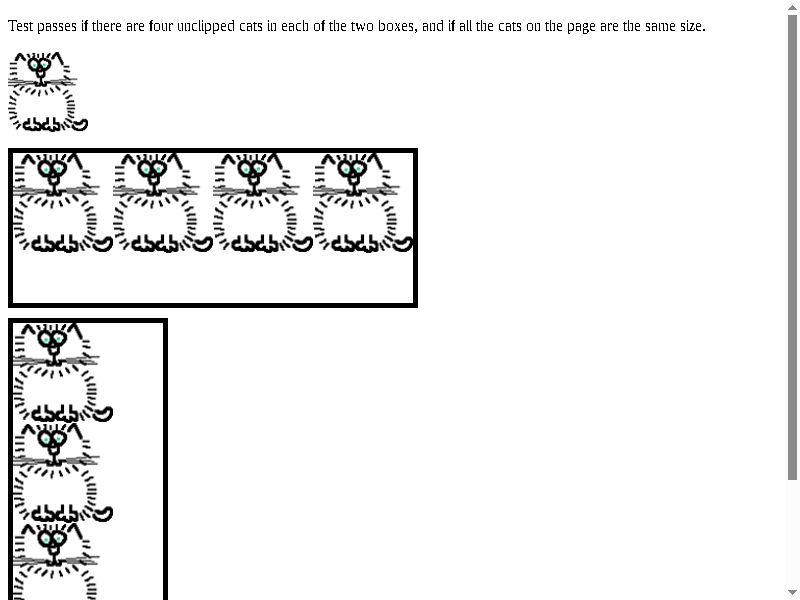 Test passes if there are four unclipped cats in each of the two boxes, and if all the cats on the page are the same size.